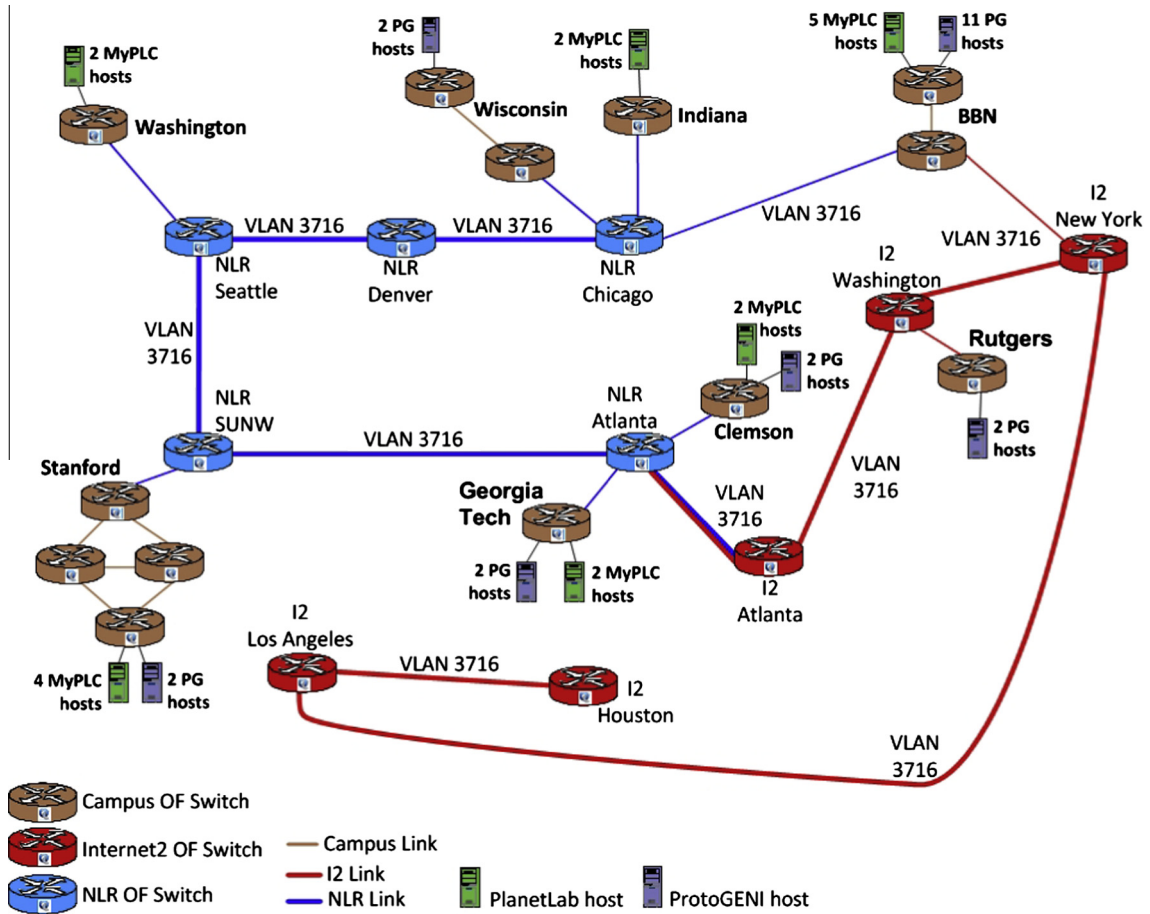 2 MyPLC
hosts
Washington
2 PG
hosts
Wisconsin
2 MyPLC
hosts
Indiana
5 MyPLC
hosts
11 PG
hosts
BBN
I2
New York
VLAN 3716
VLAN 3716
VLAN 3716
VLAN 3716
NLR
Seattle
NLR
Denver
NLR
Chicago
I2
Washington
VLAN
3716
2 MyPLC
hosts
2 PG
hosts
Rutgers
2 PG
hosts
NLR
SUNW
NLR
Atlanta
Clemson
VLAN 3716
VLAN
3716
Stanford
Georgia
Tech
VLAN
3716
2 PG
hosts
2 MyPLC
hosts
I2
Atlanta
4 MyPLC
hosts
2 PG
hosts
I2
Los Angeles
VLAN 3716
I2
Houston
VLAN
3716
Campus OF Switch
Internet2 OF Switch
NLR OF Switch
Campus Link
I2 Link
NLR Link
PlanetLab host
ProtoGENI host